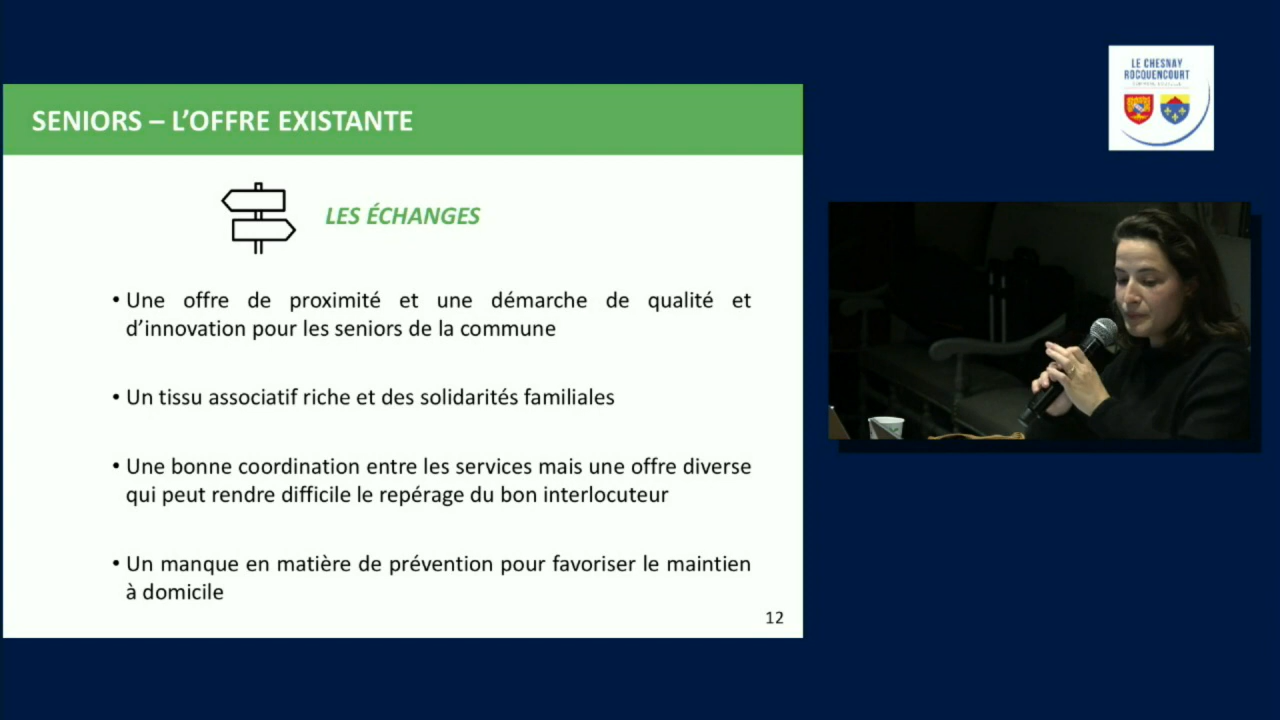 LE CHESNAY
ROCQUENCOURT
SENIORS – L'OFFRE EXISTANTE
LES ÉCHANGES
• Une offre de proximité et une démarche de qualité et
d'innovation pour les seniors de la commune
• Un tissu associatif riche et des solidarités familiales
• Une bonne coordination entre les services mais une offre diverse
qui peut rendre difficile le repérage du bon interlocuteur
• Un manque en matière de prévention pour favoriser le maintien
à domicile
12